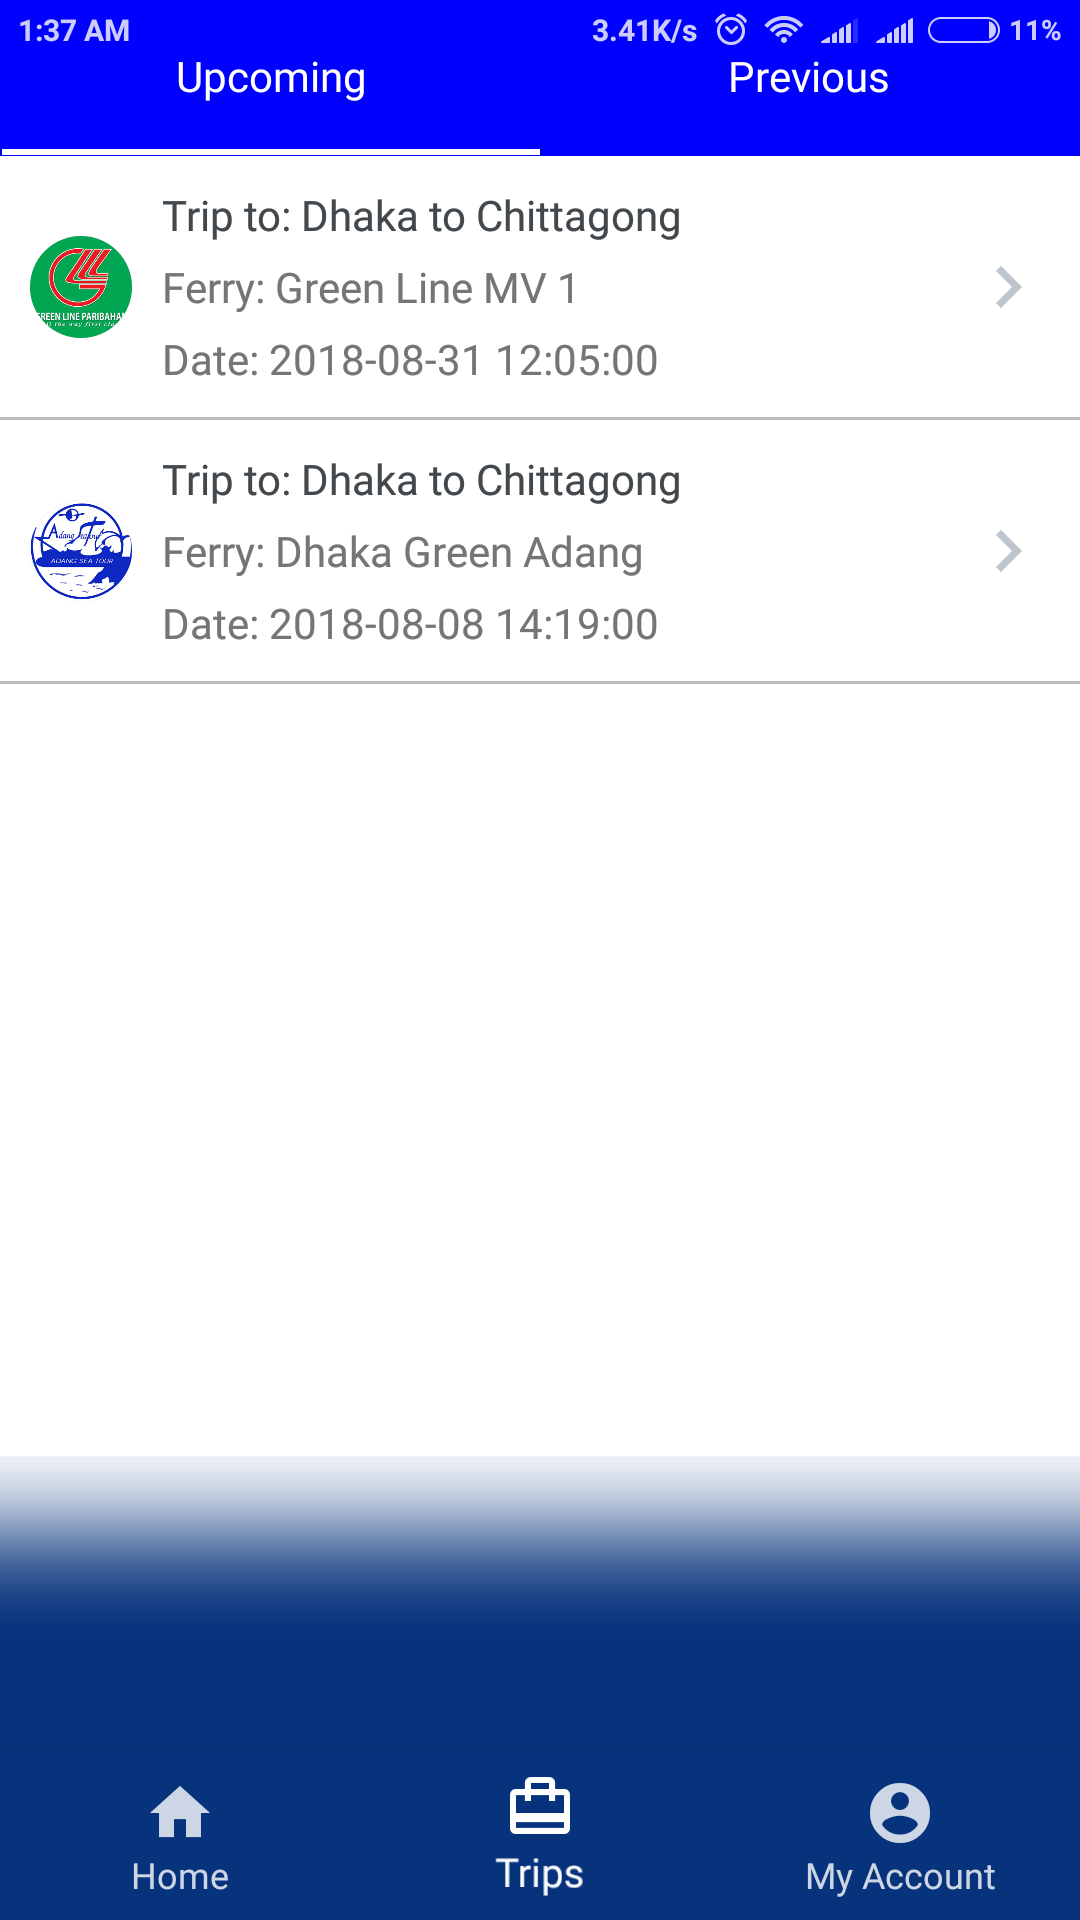 1:37 AM 3.41K/s 11%
Upcoming Previous
Trip to: Dhaka to Chittagong
Ferry: Green Line MV 1
Date: 2018-08-31 12:05:00
GREEN LINE PARIBAHAN
Trip to: Dhaka to Chittagong
Ferry: Dhaka Green Adang
Date: 2018-08-08 14:19:00
ADANG SEA TOUR
Home Trips My Account